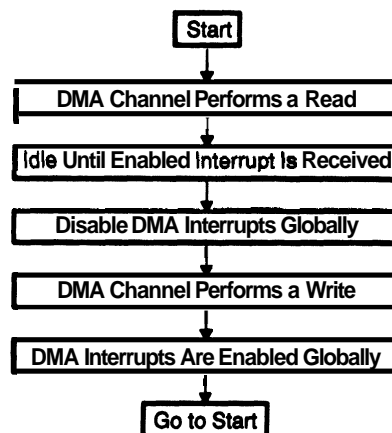 Start
DMA Channel Performs a Read
Idle Until Enabled Interrupt Is Received
Disable DMA Interrupts Globally
DMA Channel Performs a Write
DMA Interrupts Are Enabled Globally
Go to Start